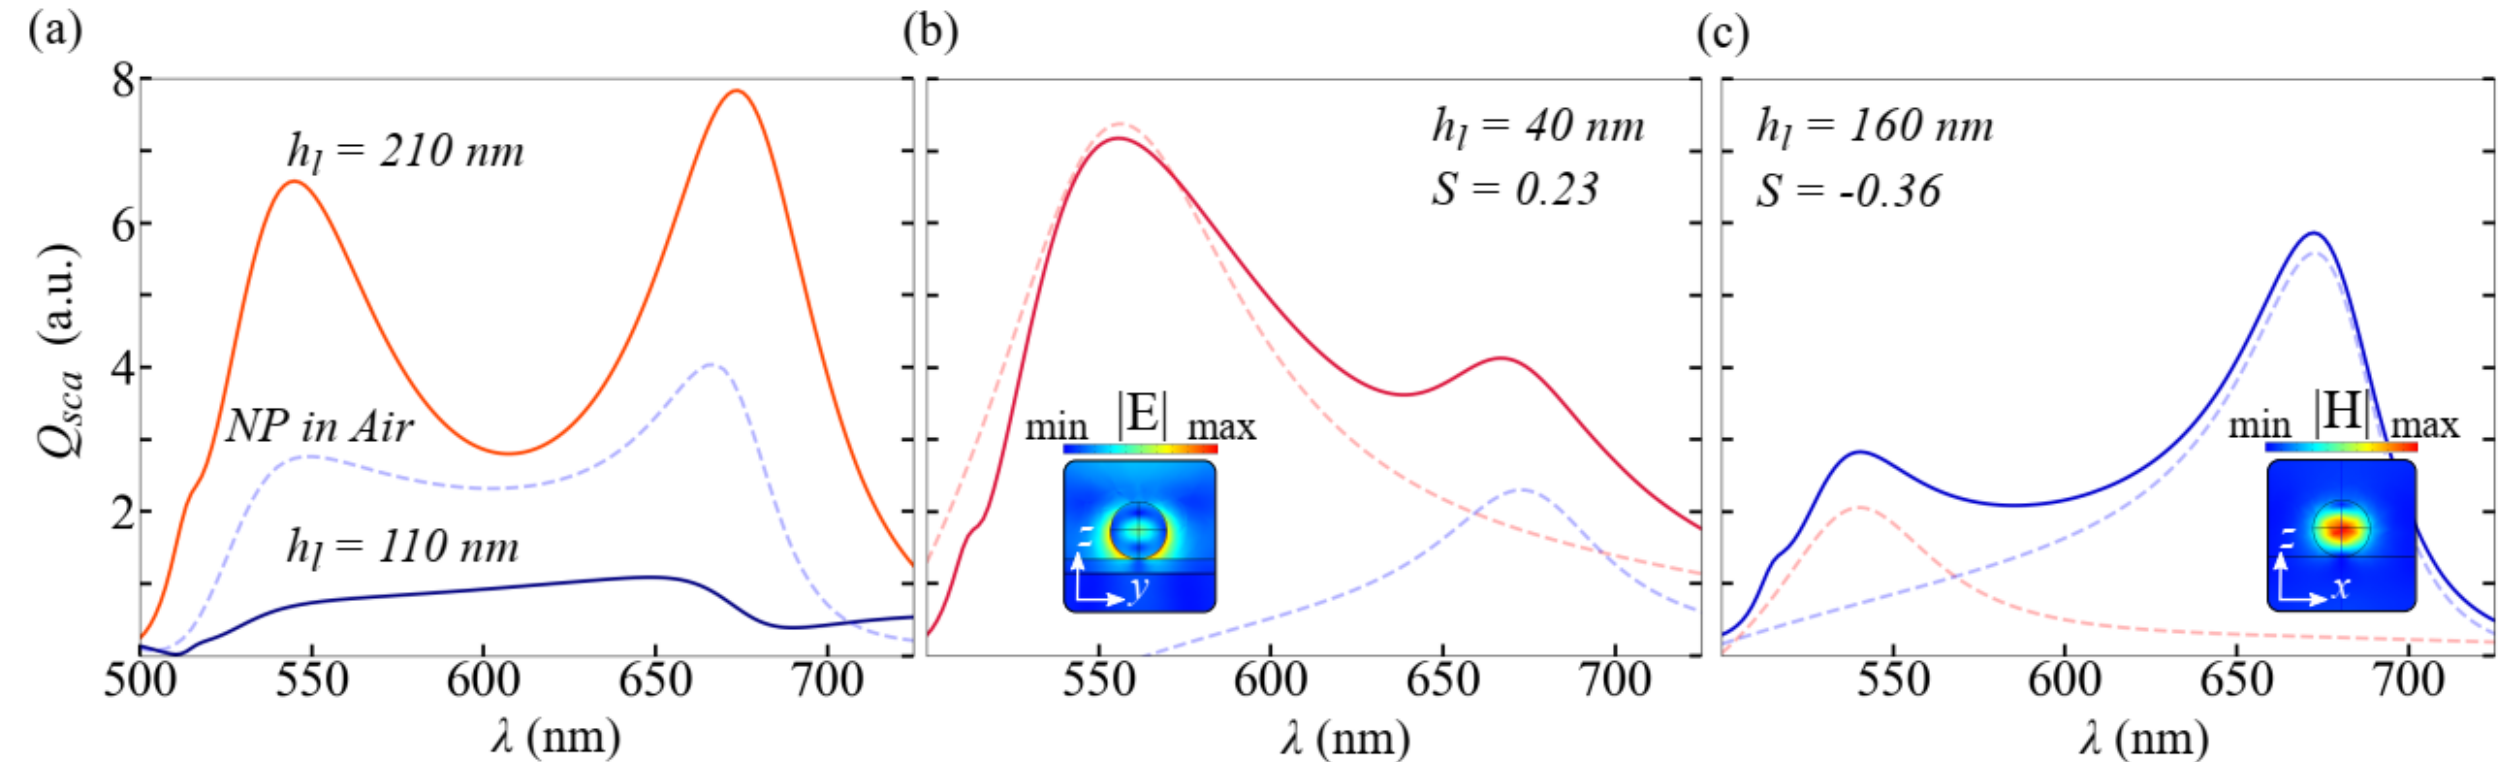 (a)
(b)
(c)
8
6
4
2
Q_sca (a.u.)
h_l = 210 nm
NP in Air
h_l = 110 nm
500 550 600 650 700
λ (nm)
h_l = 40 nm
S = 0.23
min |E| max
z
y
550 600 650 700
λ (nm)
h_l = 160 nm
S = -0.36
min |H| max
z
x
550 600 650 700
λ (nm)